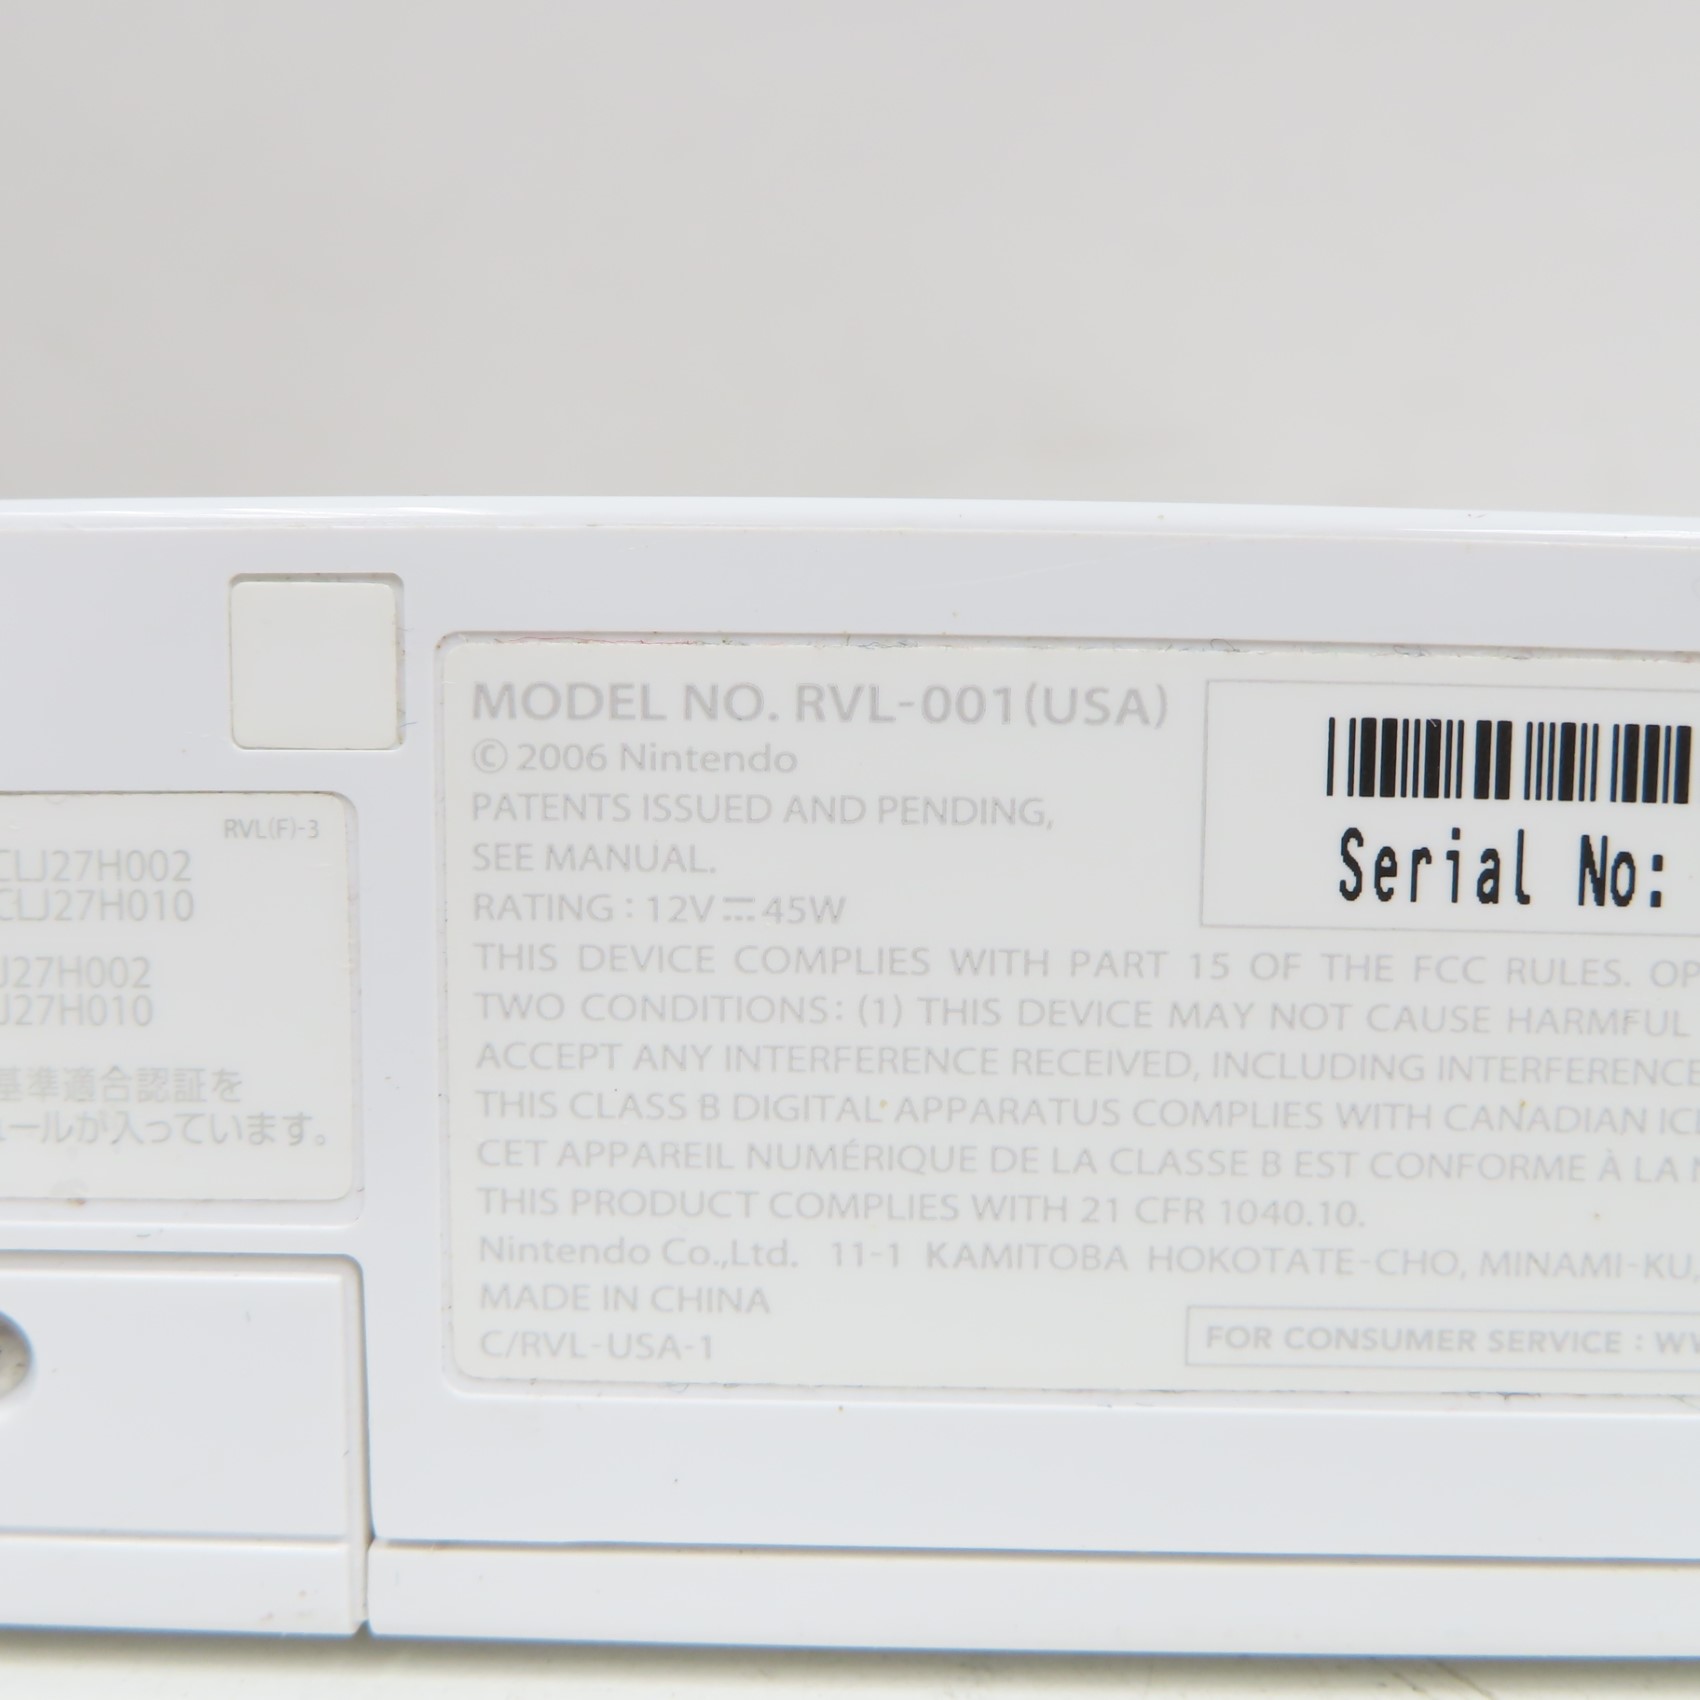 RVL(F)-3
CLJ27H002
CLJ27H010
J27H002
J27H010
基準適合認証を
ュールが入っています。
MODEL NO. RVL-001(USA)
© 2006 Nintendo
PATENTS ISSUED AND PENDING,
SEE MANUAL.
RATING : 12V⎓45W
Serial No:
THIS DEVICE COMPLIES WITH PART 15 OF THE FCC RULES. OP
TWO CONDITIONS: (1) THIS DEVICE MAY NOT CAUSE HARMFUL
ACCEPT ANY INTERFERENCE RECEIVED, INCLUDING INTERFERENCE
THIS CLASS B DIGITAL APPARATUS COMPLIES WITH CANADIAN ICE
CET APPAREIL NUMÉRIQUE DE LA CLASSE B EST CONFORME À LA N
THIS PRODUCT COMPLIES WITH 21 CFR 1040.10.
Nintendo Co.,Ltd. 11-1 KAMITOBA HOKOTATE-CHO, MINAMI-KU,
MADE IN CHINA
C/RVL-USA-1
FOR CONSUMER SERVICE : WW